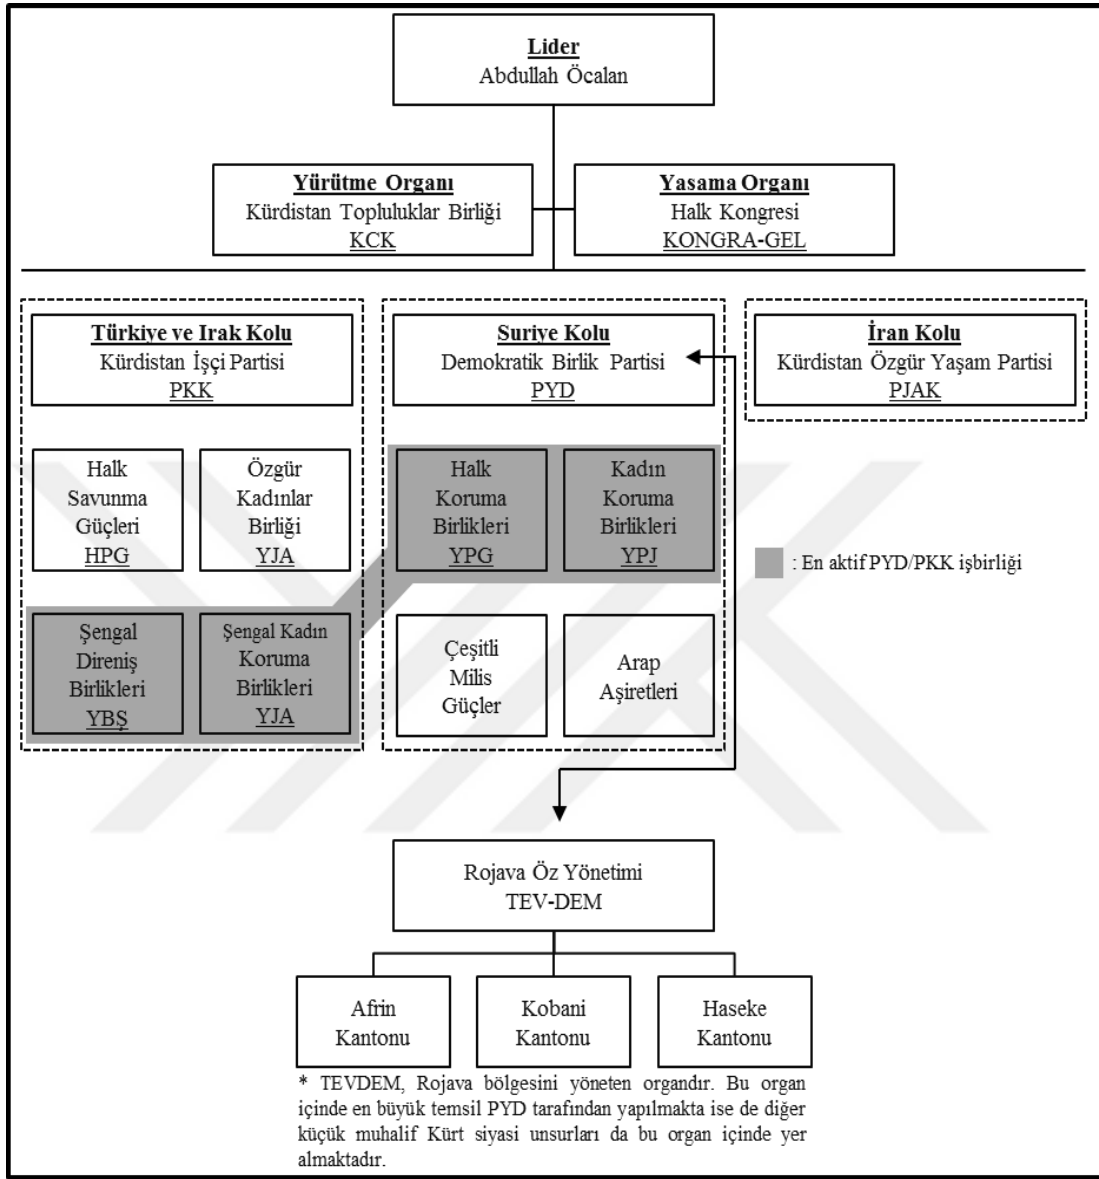 Lider
Abdullah Öcalan
Yürütme Organı
Kürdistan Topluluklar Birliği
KCK
Yasama Organı
Halk Kongresi
KONGRA-GEL
Türkiye ve Irak Kolu
Kürdistan İşçi Partisi
PKK
Suriye Kolu
Demokratik Birlik Partisi
PYD
İran Kolu
Kürdistan Özgür Yaşam Partisi
PJAK
Halk
Savunma
Güçleri
HPG
Özgür
Kadınlar
Birliği
YJA
Halk
Koruma
Birlikleri
YPG
Kadın
Koruma
Birlikleri
YPJ
: En aktif PYD/PKK işbirliği
Şengal
Direniş
Birlikleri
YBŞ
Şengal Kadın
Koruma
Birlikleri
YJA
Çeşitli
Milis
Güçler
Arap
Aşiretleri
Rojava Öz Yönetimi
TEV-DEM
Afrin
Kantonu
Kobani
Kantonu
Haseke
Kantonu
* TEVDEM, Rojava bölgesini yöneten organdır. Bu organ
içinde en büyük temsil PYD tarafından yapılmakta ise de diğer
küçük muhalif Kürt siyasi unsurları da bu organ içinde yer
almaktadır.